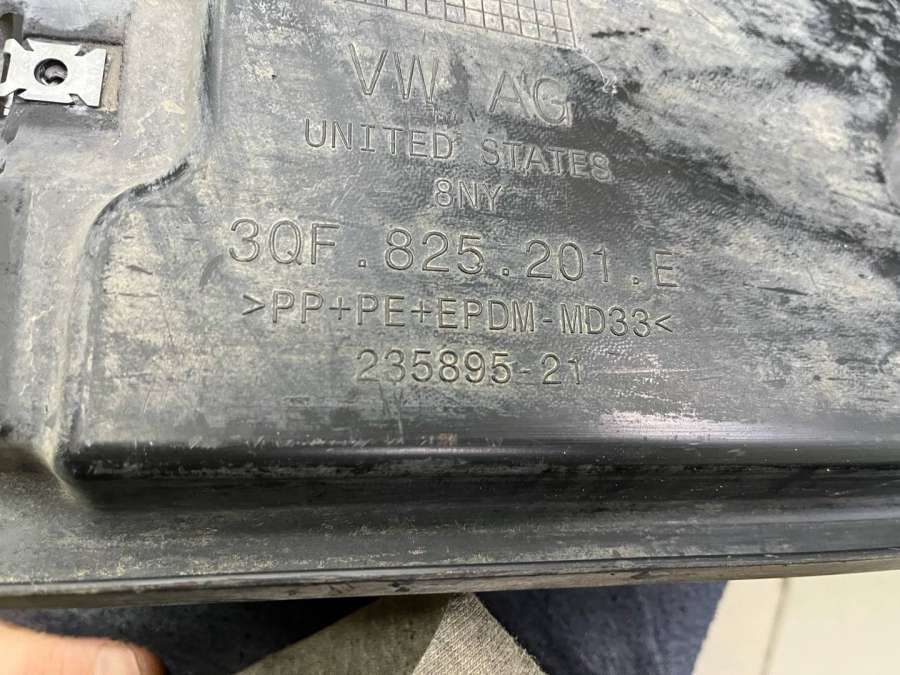 VW AG
UNITED STATES
8NY
3QF.825.201.E
>PP+PE+EPDM-MD33<
235895-21